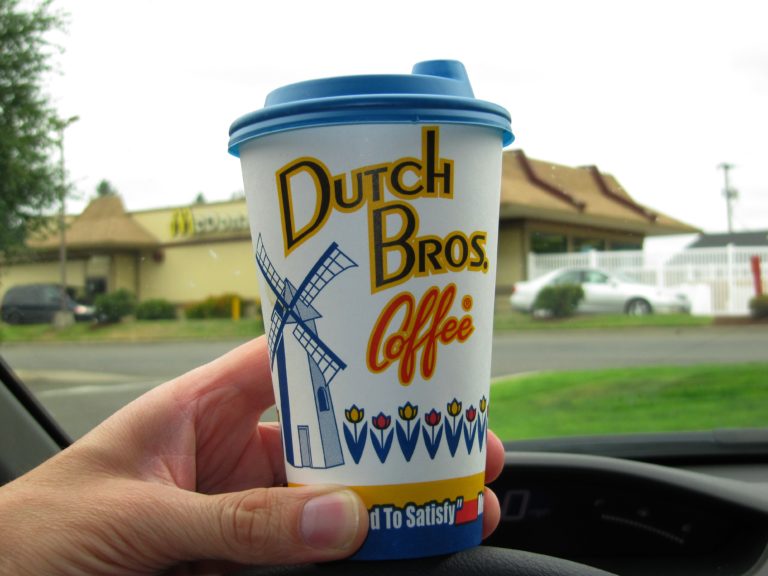 DUTCH
BROS.
Coffee®
d To Satisfy"